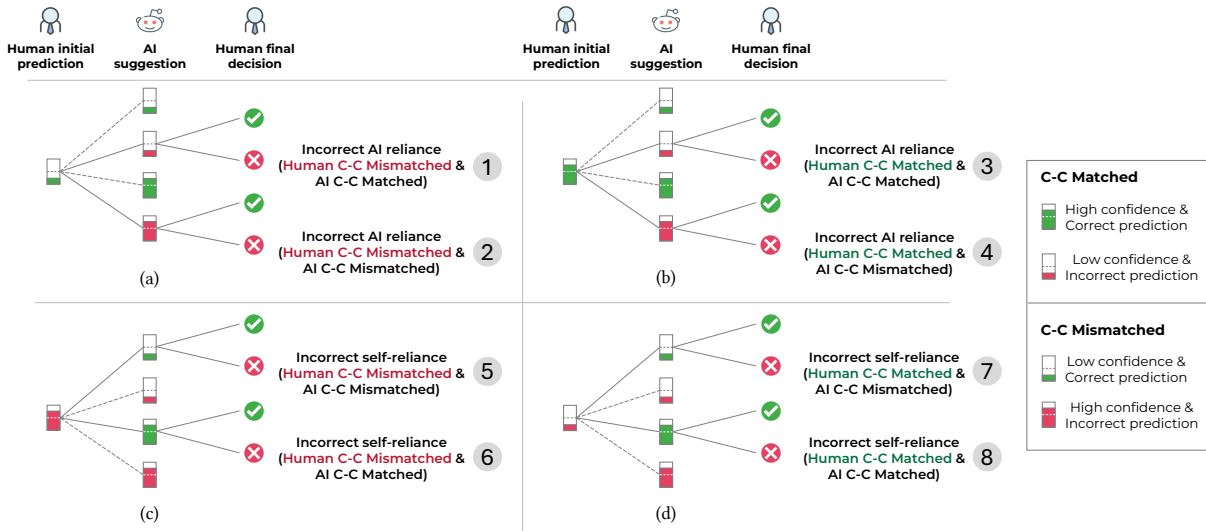 Human initial
prediction
AI
suggestion
Human final
decision
Human initial
prediction
AI
suggestion
Human final
decision
Incorrect AI reliance
(Human C-C Mismatched &
AI C-C Matched)
1
Incorrect AI reliance
(Human C-C Mismatched &
AI C-C Mismatched)
2
(a)
Incorrect AI reliance
(Human C-C Matched &
AI C-C Matched)
3
Incorrect AI reliance
(Human C-C Matched &
AI C-C Mismatched)
4
(b)
Incorrect self-reliance
(Human C-C Mismatched &
AI C-C Mismatched)
5
Incorrect self-reliance
(Human C-C Mismatched &
AI C-C Matched)
6
(c)
Incorrect self-reliance
(Human C-C Matched &
AI C-C Mismatched)
7
Incorrect self-reliance
(Human C-C Matched &
AI C-C Matched)
8
(d)
C-C Matched
High confidence &
Correct prediction
Low confidence &
Incorrect prediction
C-C Mismatched
Low confidence &
Correct prediction
High confidence &
Incorrect prediction